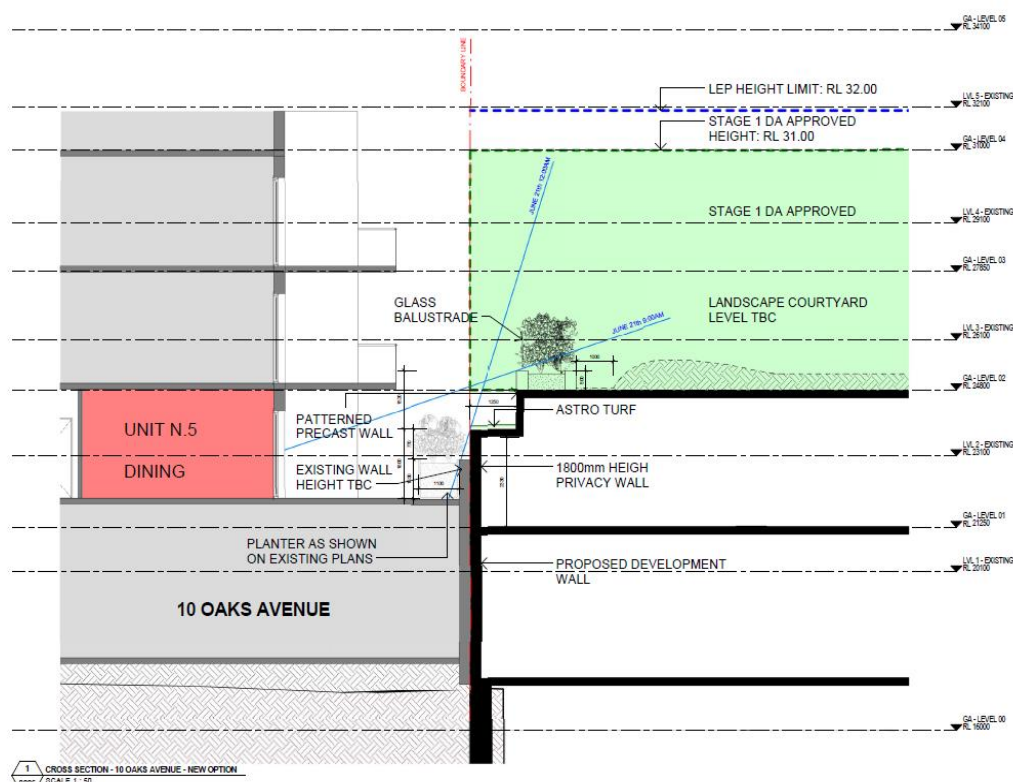 GA - LEVEL 05
RL 34100
BOUNDARY LINE
LEP HEIGHT LIMIT: RL 32.00
LVL 5 - EXISTING
RL 32100
STAGE 1 DA APPROVED
HEIGHT: RL 31.00
GA - LEVEL 04
RL 31000
JUNE 21th 12:00AM
STAGE 1 DA APPROVED
LVL 4 - EXISTING
RL 29100
GA - LEVEL 03
RL 27850
GLASS
BALUSTRADE
LANDSCAPE COURTYARD
LEVEL TBC
JUNE 21th 9:00AM
LVL 3 - EXISTING
RL 26100
GA - LEVEL 02
RL 24800
UNIT N.5
DINING
PATTERNED
PRECAST WALL
ASTRO TURF
EXISTING WALL
HEIGHT TBC
1100
1800mm HEIGH
PRIVACY WALL
LVL 2 - EXISTING
RL 23100
GA - LEVEL 01
RL 21250
PLANTER AS SHOWN
ON EXISTING PLANS
PROPOSED DEVELOPMENT
WALL
LVL 1 - EXISTING
RL 20100
10 OAKS AVENUE
GA - LEVEL 00
RL 16000
1
CROSS SECTION - 10 OAKS AVENUE - NEW OPTION
SCALE 1 : 50